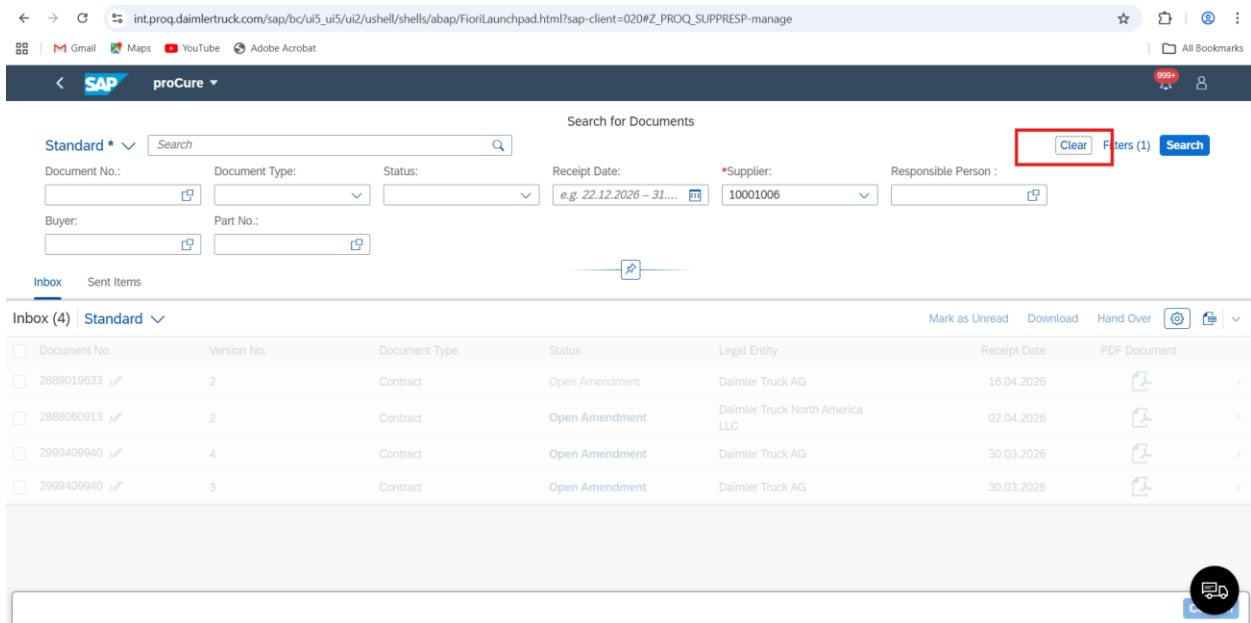 int.proq.daimlertruck.com/sap/bc/ui5_ui5/ui2/ushell/shells/abap/FioriLaunchpad.html?sap-client=020#Z_PROQ_SUPPRESP-manage
Gmail Maps YouTube Adobe Acrobat All Bookmarks
SAP proCure 999+
Search for Documents
Standard * Search Clear Filters (1) Search
Document No.: Document Type: Status: Receipt Date: *Supplier: Responsible Person :
e.g. 22.12.2026 – 31.... 10001006
Buyer: Part No.:
Inbox Sent Items
Inbox (4) Standard Mark as Unread Download Hand Over
Document No. Version No. Document Type Status Legal Entity Receipt Date PDF Document
2889019633 2 Contract Open Amendment Daimler Truck AG 16.04.2026
2888060913 2 Contract Open Amendment Daimler Truck North America LLC 02.04.2026
2999409940 4 Contract Open Amendment Daimler Truck AG 30.03.2026
2999409940 3 Contract Open Amendment Daimler Truck AG 30.03.2026